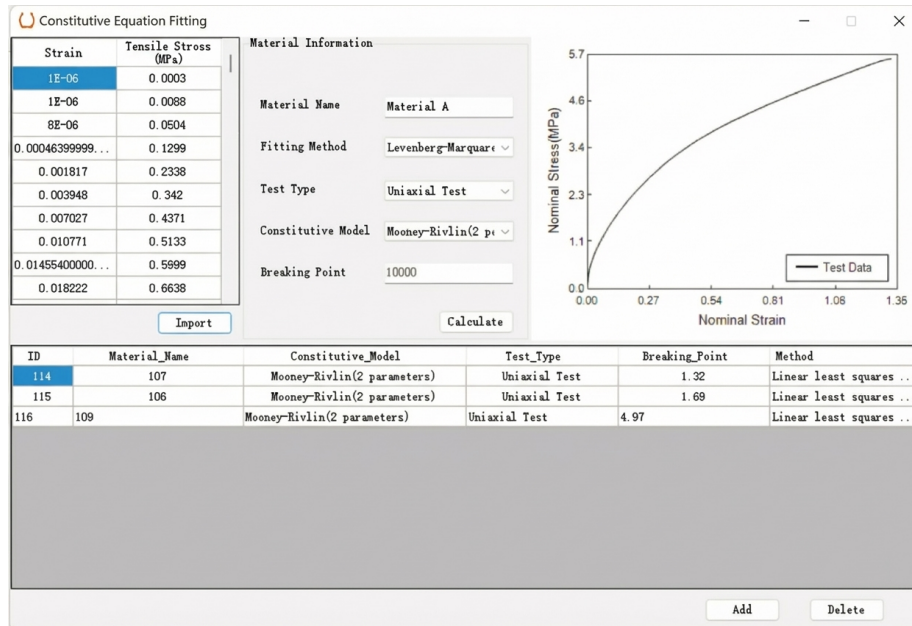 Constitutive Equation Fitting
Strain Tensile Stross (MPa)
1E-06 0.0003
1E-06 0.0088
8E-06 0.0504
0.00046399999... 0.1299
0.001817 0.2338
0.003948 0.342
0.007027 0.4371
0.010771 0.5133
0.01455400000... 0.5999
0.018222 0.6638
Import
Material Information
Material Name Material A
Fitting Method Levenberg-Marquare
Test Type Uniaxial Test
Constitutive Model Mooney-Rivlin(2 pe
Breaking Point 10000
Calculate
Nominal Stress(MPa)
5.7
4.6
3.4
2.3
1.1
0.0
Test Data
0.00 0.27 0.54 0.81 1.08 1.35
Nominal Strain
ID Material_Name Constitutive_Model Test_Type Breaking_Point Method
114 107 Mooney-Rivlin(2 parameters) Uniaxial Test 1.32 Linear least squares ..
115 106 Mooney-Rivlin(2 parameters) Uniaxial Test 1.69 Linear least squares ..
116 109 Mooney-Rivlin(2 parameters) Uniaxial Test 4.97 Linear least squares ..
Add Delete